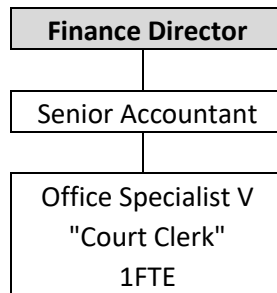 Finance Director
Senior Accountant
Office Specialist V
"Court Clerk"
1FTE